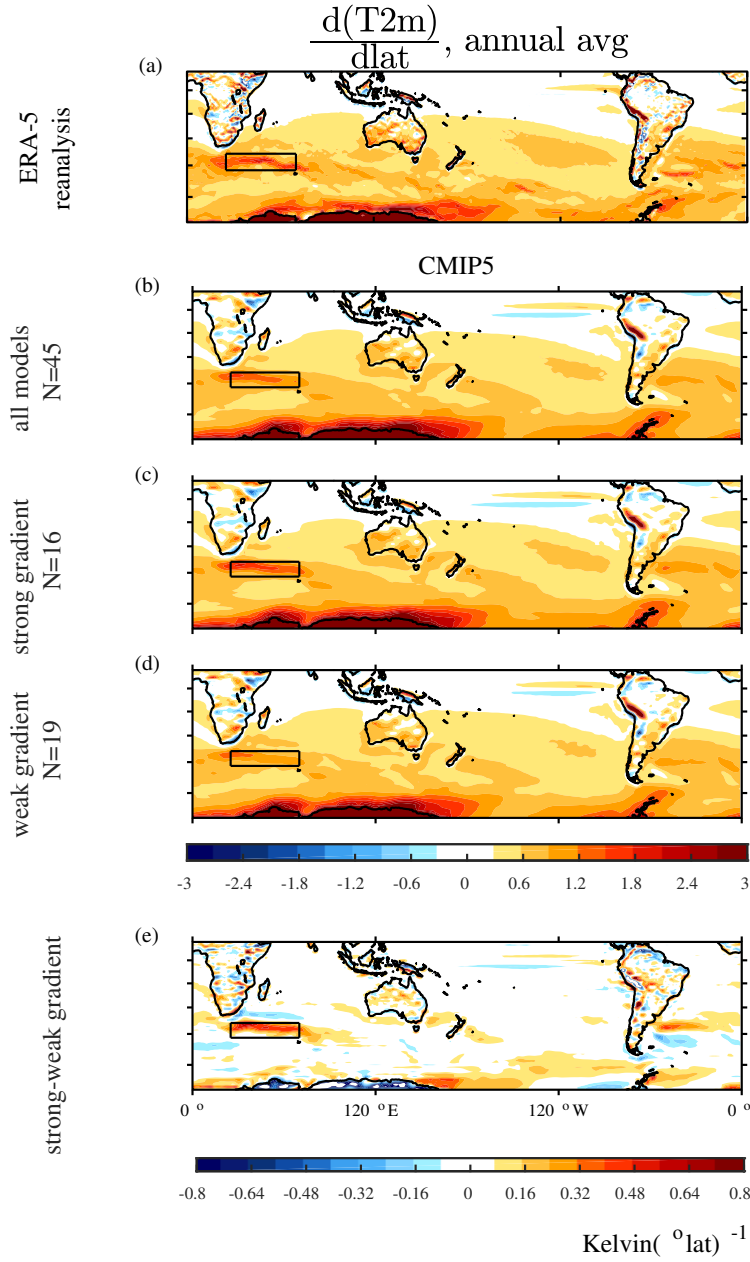 d(T2m)
dlat
, annual avg
(a)
ERA-5
reanalysis
CMIP5
(b)
all models
N=45
(c)
strong gradient
N=16
(d)
weak gradient
N=19
-3 -2.4 -1.8 -1.2 -0.6 0 0.6 1.2 1.8 2.4 3
(e)
strong-weak gradient
0 º 120 ºE 120 ºW 0 º
-0.8 -0.64 -0.48 -0.32 -0.16 0 0.16 0.32 0.48 0.64 0.8
Kelvin( ºlat) -1